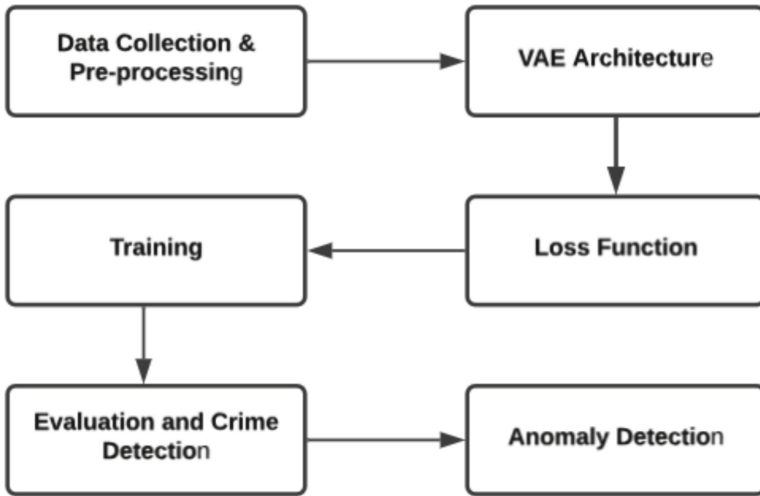 Data Collection &
Pre-processing
VAE Architecture
Training
Loss Function
Evaluation and Crime
Detection
Anomaly Detection